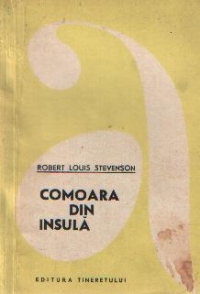 ROBERT LOUIS STEVENSON
COMOARA
DIN
INSULĂ
EDITURA TINERETULUI